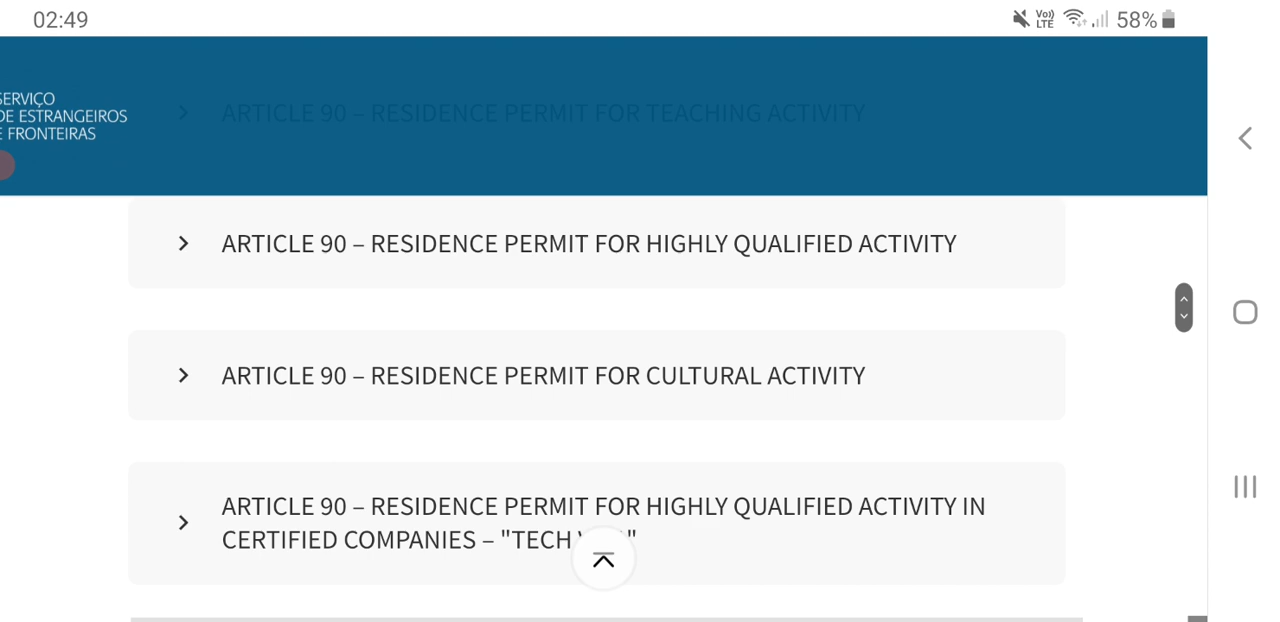 02:49
Vo))
LTE
58%
SERVIÇO
DE ESTRANGEIROS
E FRONTEIRAS
ARTICLE 90 – RESIDENCE PERMIT FOR TEACHING ACTIVITY
ARTICLE 90 – RESIDENCE PERMIT FOR HIGHLY QUALIFIED ACTIVITY
ARTICLE 90 – RESIDENCE PERMIT FOR CULTURAL ACTIVITY
ARTICLE 90 – RESIDENCE PERMIT FOR HIGHLY QUALIFIED ACTIVITY IN
CERTIFIED COMPANIES – "TECH